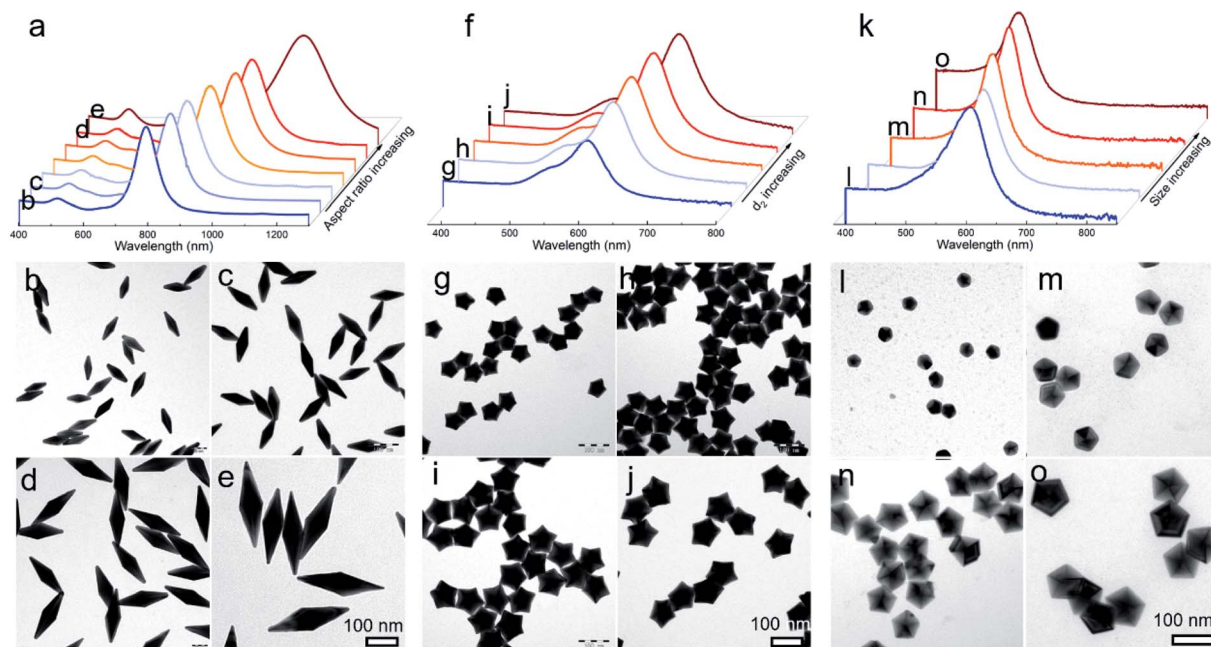 a
e
d
c
b
Aspect ratio increasing
400 600 800 1000 1200
Wavelength (nm)
f
j
i
h
g
d2 increasing
400 500 600 700 800
Wavelength (nm)
k
o
n
m
l
Size increasing
400 500 600 700 800
Wavelength (nm)
b
c
d
e
100 nm
g
h
i
j
100 nm
l
m
n
o
100 nm